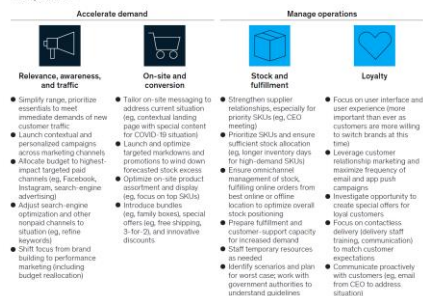 Accelerate demand
Manage operations
Relevance, awareness,
and traffic
● Simplify range, prioritize
essentials to meet
immediate demands of new
customer traffic
● Launch contextual and
personalized campaigns
across marketing channels
● Allocate budget to highest-
impact targeted paid
channels (eg, Facebook,
Instagram, search-engine
advertising)
● Adjust search-engine
optimization and other
nonpaid channels to
situation (eg, refine
keywords)
● Shift focus from brand
building to performance
marketing (including
budget reallocation)
On-site and
conversion
● Tailor on-site messaging to
address current situation
(eg, contextual landing
page with special content
for COVID-19 situation)
● Launch and optimize
targeted markdowns and
promotions to wind down
forecasted stock excess
● Optimize on-site product
assortment and display
(eg, focus on top SKUs)
● Introduce bundles
(eg, family boxes), special
offers (eg, free shipping,
3-for-2), and innovative
discounts
Stock and
fulfillment
● Strengthen supplier
relationships, especially for
priority SKUs (eg, CEO
meeting)
● Prioritize SKUs and ensure
sufficient stock allocation
(eg, longer inventory days
for high-demand SKUs)
● Ensure omnichannel
management of stock,
fulfilling online orders from
best online or offline
location to optimize overall
stock positioning
● Prepare fulfillment and
customer-support capacity
for increased demand
● Staff temporary resources
as needed
● Identify scenarios and plan
for worst case; work with
government authorities to
understand guidelines
Loyalty
● Focus on user interface and
user experience (more
important than ever as
customers are more willing
to switch brands at this
time)
● Leverage customer
relationship marketing and
maximize frequency of
email and app push
campaigns
● Investigate opportunity to
create special offers for
loyal customers
● Focus on contactless
delivery (delivery staff
training, communication)
to match customer
expectations
● Communicate proactively
with customers (eg, email
from CEO to address
situation)